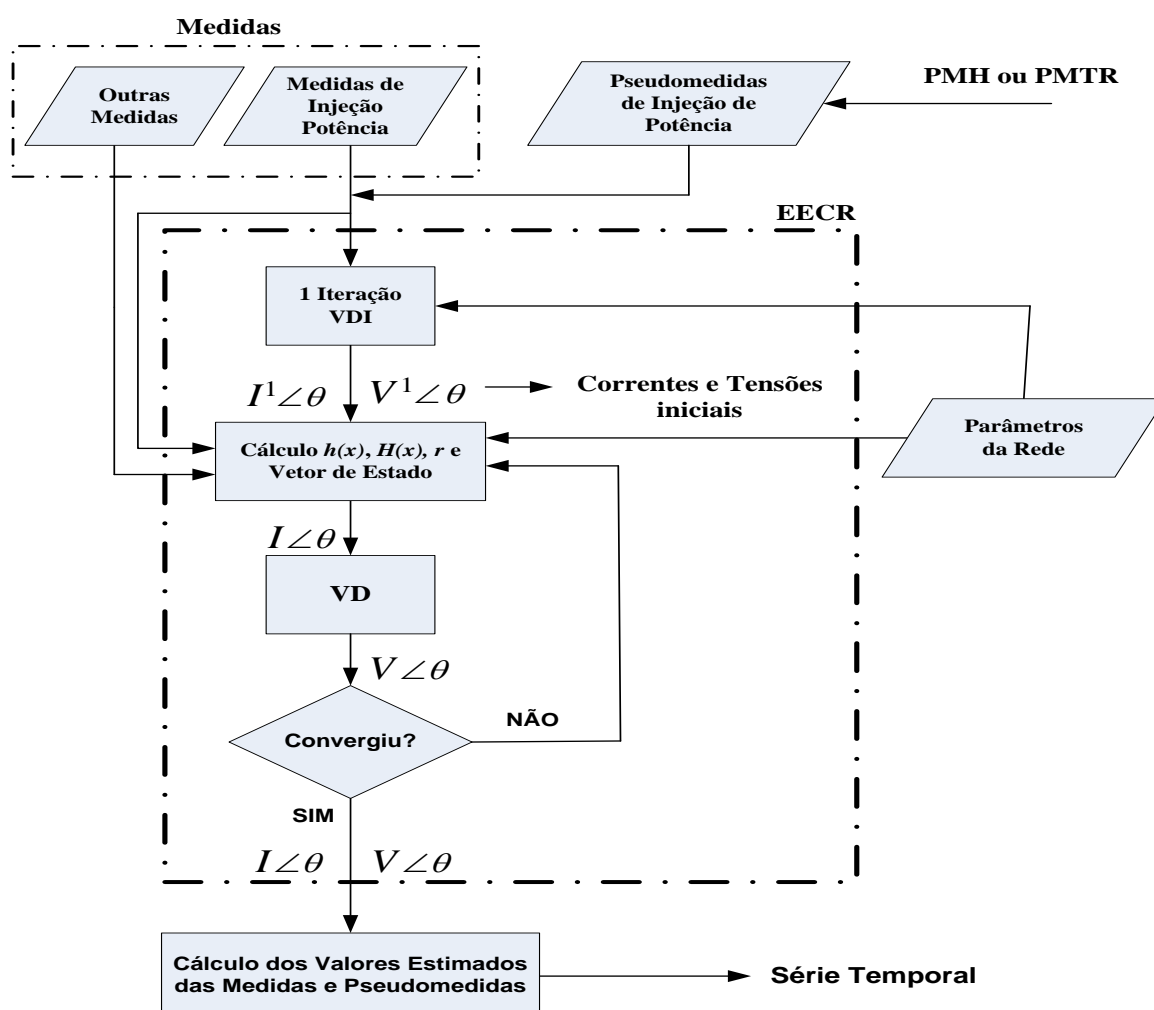 Medidas
Outras
Medidas
Medidas de
Injeção
Potência
Pseudomedidas
de Injeção de
Potência
PMH ou PMTR
EECR
1 Iteração
VDI
I¹∠θ
V¹∠θ
Correntes e Tensões
iniciais
Parâmetros
da Rede
Cálculo h(x), H(x), r e
Vetor de Estado
I∠θ
VD
V∠θ
Convergiu?
NÃO
SIM
I∠θ
V∠θ
Cálculo dos Valores Estimados
das Medidas e Pseudomedidas
Série Temporal